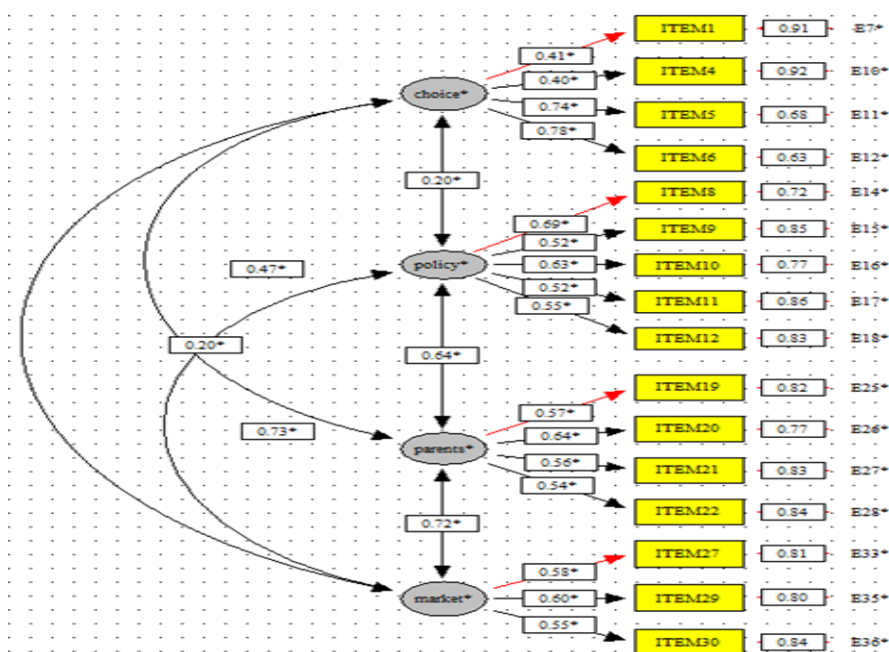 ITEM1 0.91 E7*
0.41*
ITEM4 0.92 E10*
0.40*
choice*
0.74*
ITEM5 0.68 E11*
0.78*
ITEM6 0.63 E12*
0.20*
ITEM8 0.72 E14*
0.69*
ITEM9 0.85 E15*
0.52*
policy*
0.63*
ITEM10 0.77 E16*
0.47*
0.52*
ITEM11 0.86 E17*
0.55*
ITEM12 0.83 E18*
0.20*
0.64*
ITEM19 0.82 E25*
0.57*
ITEM20 0.77 E26*
0.73*
0.64*
parents*
0.56*
ITEM21 0.83 E27*
0.54*
ITEM22 0.84 E28*
0.72*
ITEM27 0.81 E33*
0.58*
market*
0.60*
ITEM29 0.80 E35*
0.55*
ITEM30 0.84 E36*